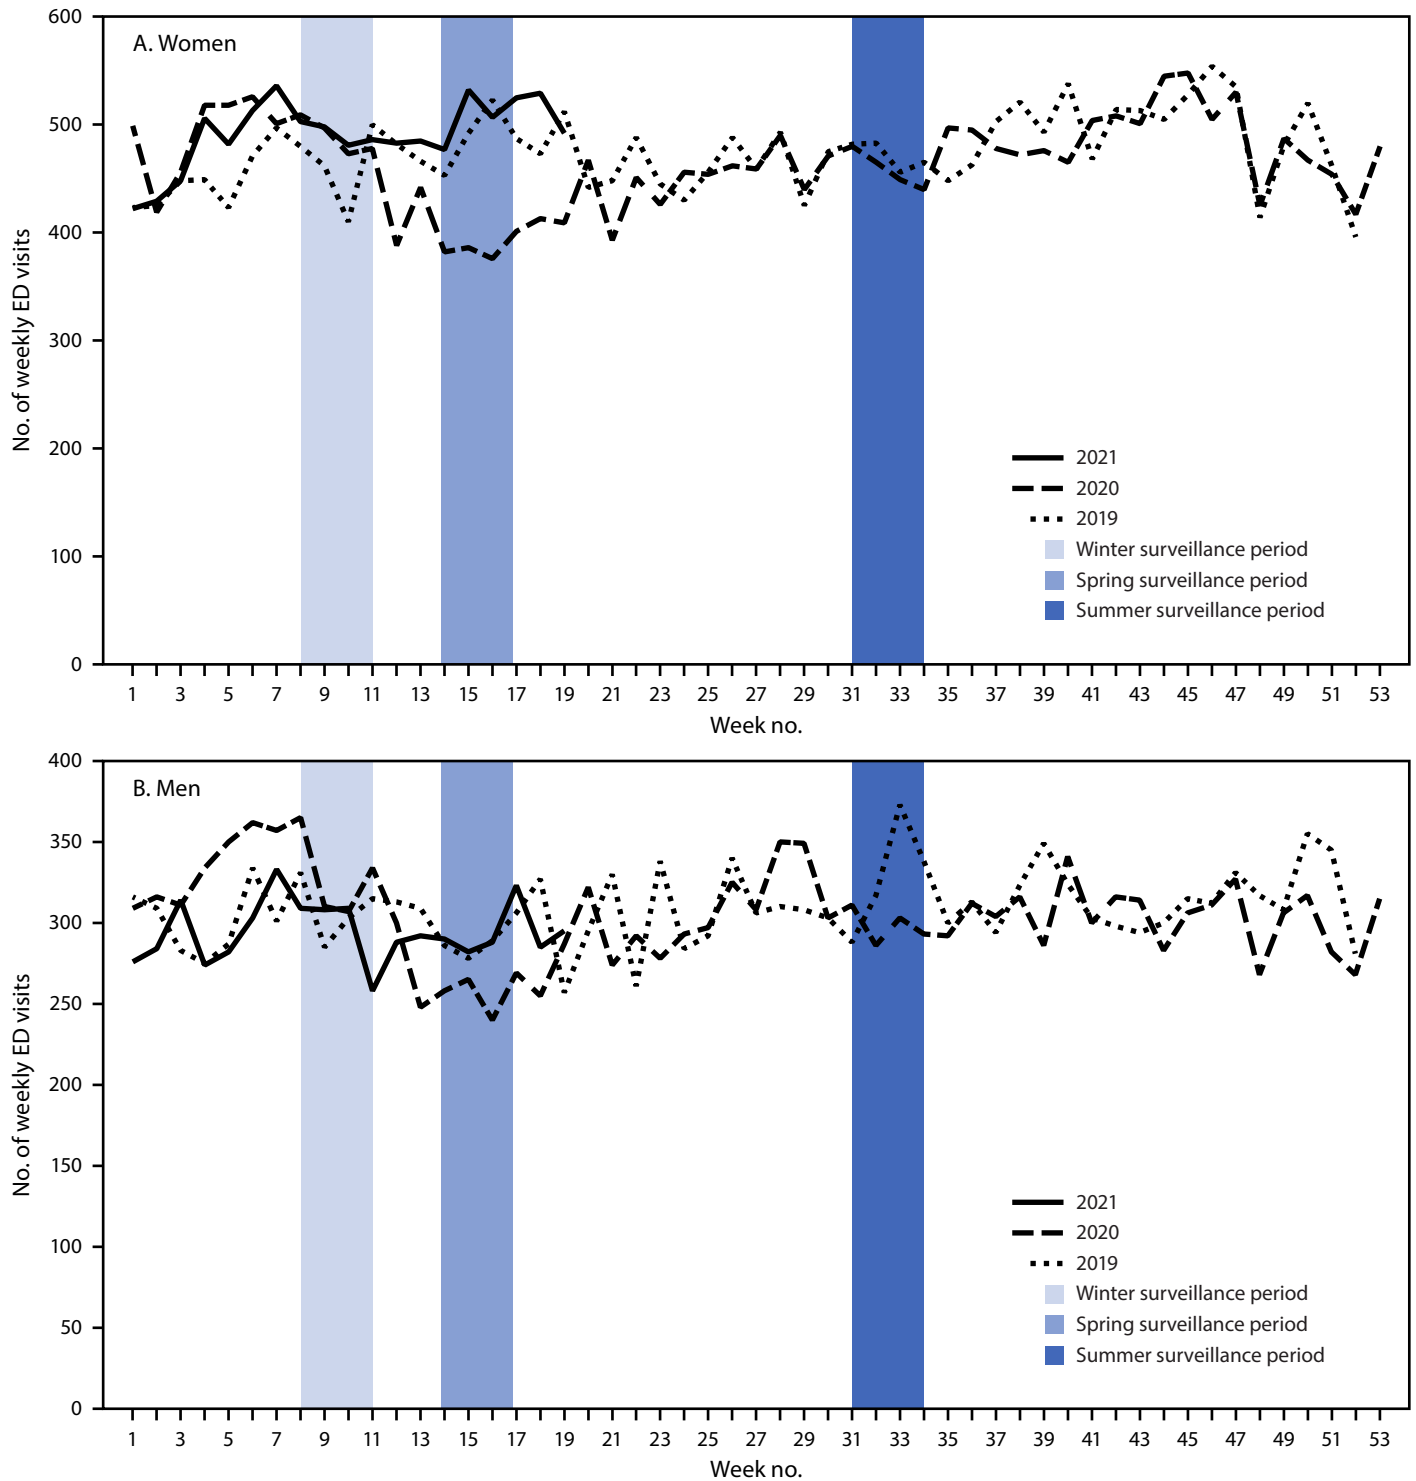 A. Women
No. of weekly ED visits
600
500
400
300
200
100
0
2021
2020
2019
Winter surveillance period
Spring surveillance period
Summer surveillance period
1 3 5 7 9 11 13 15 17 19 21 23 25 27 29 31 33 35 37 39 41 43 45 47 49 51 53
Week no.
B. Men
No. of weekly ED visits
400
350
300
250
200
150
100
50
0
2021
2020
2019
Winter surveillance period
Spring surveillance period
Summer surveillance period
1 3 5 7 9 11 13 15 17 19 21 23 25 27 29 31 33 35 37 39 41 43 45 47 49 51 53
Week no.